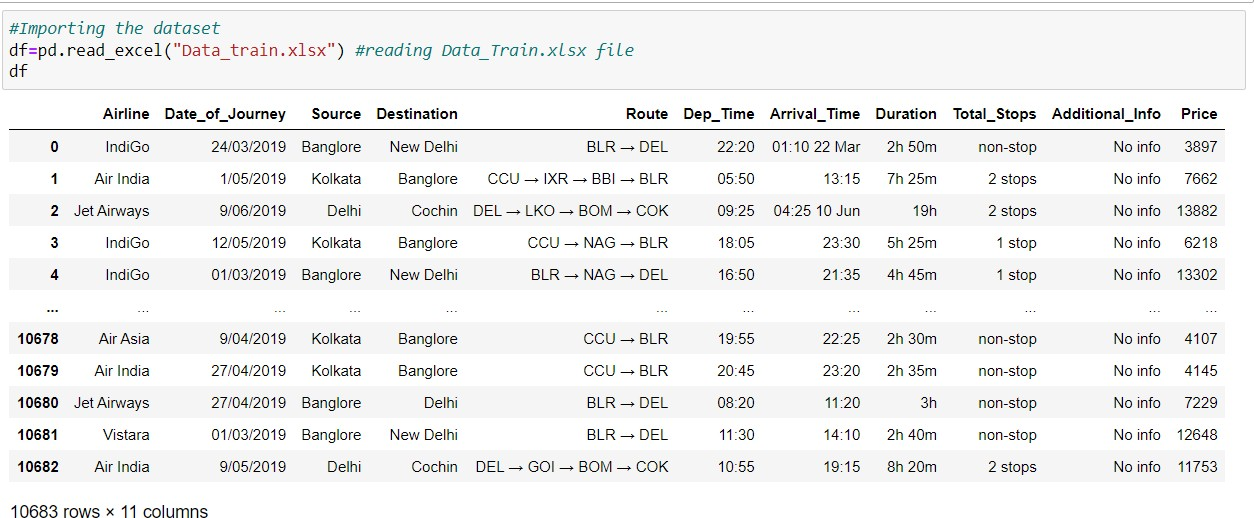 #Importing the dataset
df=pd.read_excel("Data_train.xlsx") #reading Data_Train.xlsx file
df
Airline Date_of_Journey Source Destination Route Dep_Time Arrival_Time Duration Total_Stops Additional_Info Price
0 IndiGo 24/03/2019 Banglore New Delhi BLR → DEL 22:20 01:10 22 Mar 2h 50m non-stop No info 3897
1 Air India 1/05/2019 Kolkata Banglore CCU → IXR → BBI → BLR 05:50 13:15 7h 25m 2 stops No info 7662
2 Jet Airways 9/06/2019 Delhi Cochin DEL → LKO → BOM → COK 09:25 04:25 10 Jun 19h 2 stops No info 13882
3 IndiGo 12/05/2019 Kolkata Banglore CCU → NAG → BLR 18:05 23:30 5h 25m 1 stop No info 6218
4 IndiGo 01/03/2019 Banglore New Delhi BLR → NAG → DEL 16:50 21:35 4h 45m 1 stop No info 13302
... ... ... ... ... ... ... ... ... ... ... ...
10678 Air Asia 9/04/2019 Kolkata Banglore CCU → BLR 19:55 22:25 2h 30m non-stop No info 4107
10679 Air India 27/04/2019 Kolkata Banglore CCU → BLR 20:45 23:20 2h 35m non-stop No info 4145
10680 Jet Airways 27/04/2019 Banglore Delhi BLR → DEL 08:20 11:20 3h non-stop No info 7229
10681 Vistara 01/03/2019 Banglore New Delhi BLR → DEL 11:30 14:10 2h 40m non-stop No info 12648
10682 Air India 9/05/2019 Delhi Cochin DEL → GOI → BOM → COK 10:55 19:15 8h 20m 2 stops No info 11753
10683 rows × 11 columns